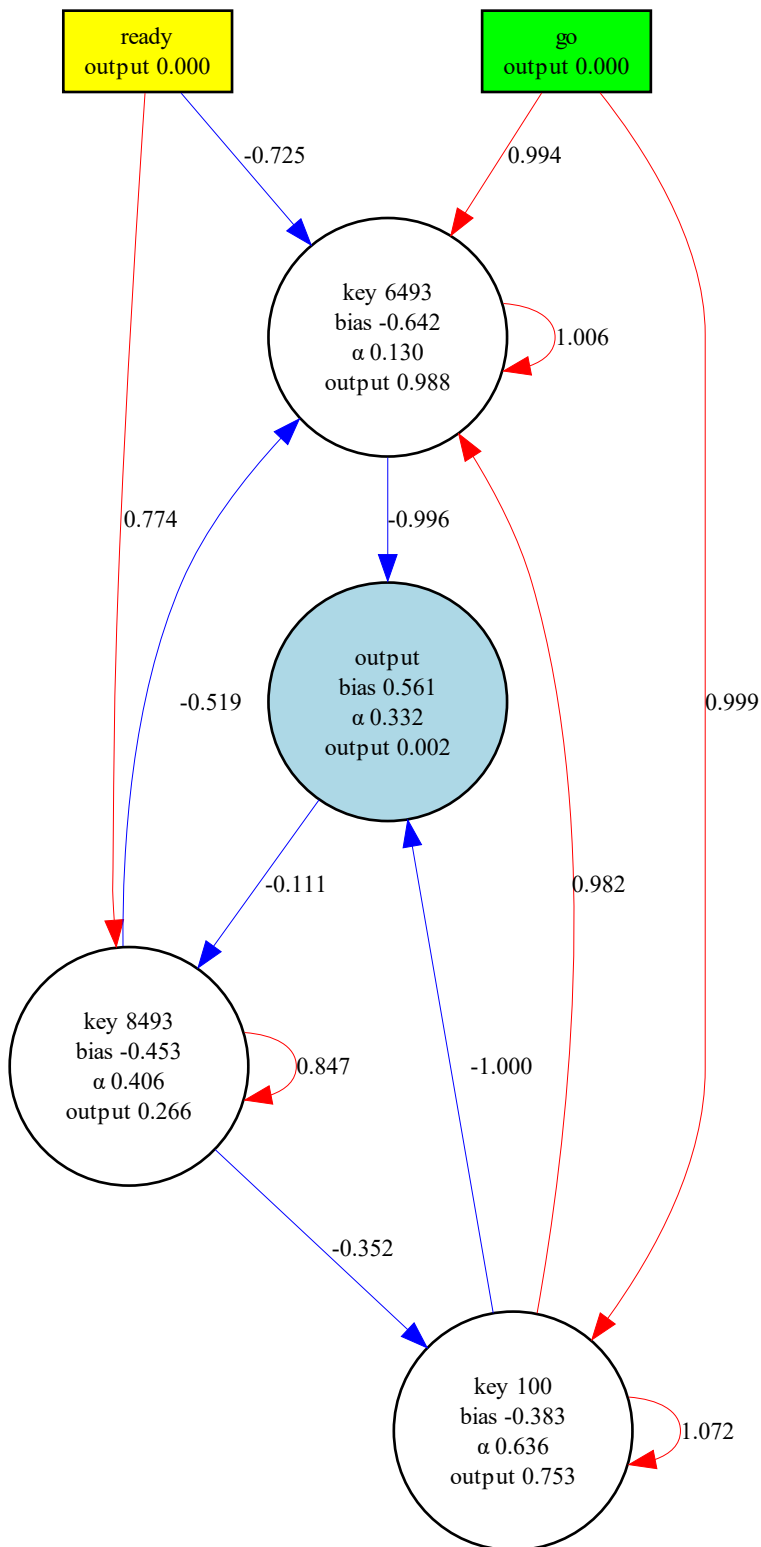 ready
output 0.000
go
output 0.000
-0.725
0.994
key 6493
bias -0.642
α 0.130
output 0.988
1.006
0.774
-0.996
-0.519
output
bias 0.561
α 0.332
output 0.002
0.999
-0.111
0.982
key 8493
bias -0.453
α 0.406
output 0.266
0.847
-1.000
-0.352
key 100
bias -0.383
α 0.636
output 0.753
1.072